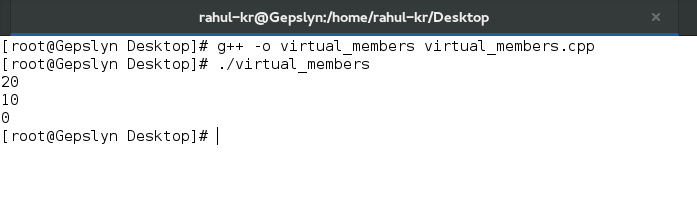 rahul-kr@Gepslyn:/home/rahul-kr/Desktop ×
[root@Gepslyn Desktop]# g++ -o virtual_members virtual_members.cpp
[root@Gepslyn Desktop]# ./virtual_members
20
10
0
[root@Gepslyn Desktop]#